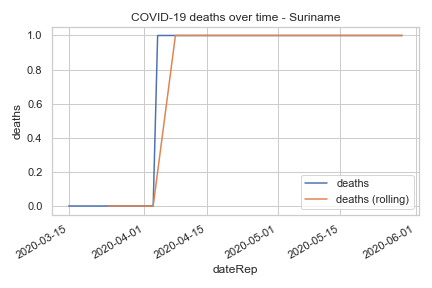 COVID-19 deaths over time - Suriname
deaths
1.0
0.8
0.6
0.4
0.2
0.0
deaths
deaths (rolling)
2020-03-15
2020-04-01
2020-04-15
2020-05-01
2020-05-15
2020-06-01
dateRep